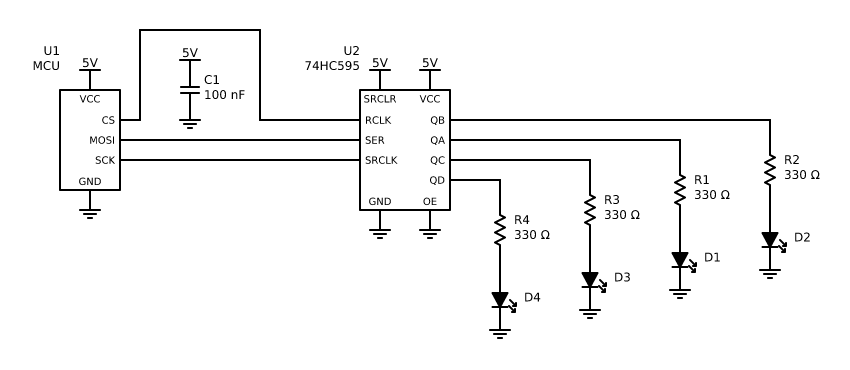 U1
MCU
5V
VCC
CS
MOSI
SCK
GND
5V
C1
100 nF
U2
74HC595
5V
5V
SRCLR
VCC
RCLK
SER
SRCLK
QB
QA
QC
QD
GND
OE
R4
330 Ω
D4
R3
330 Ω
D3
R1
330 Ω
D1
R2
330 Ω
D2